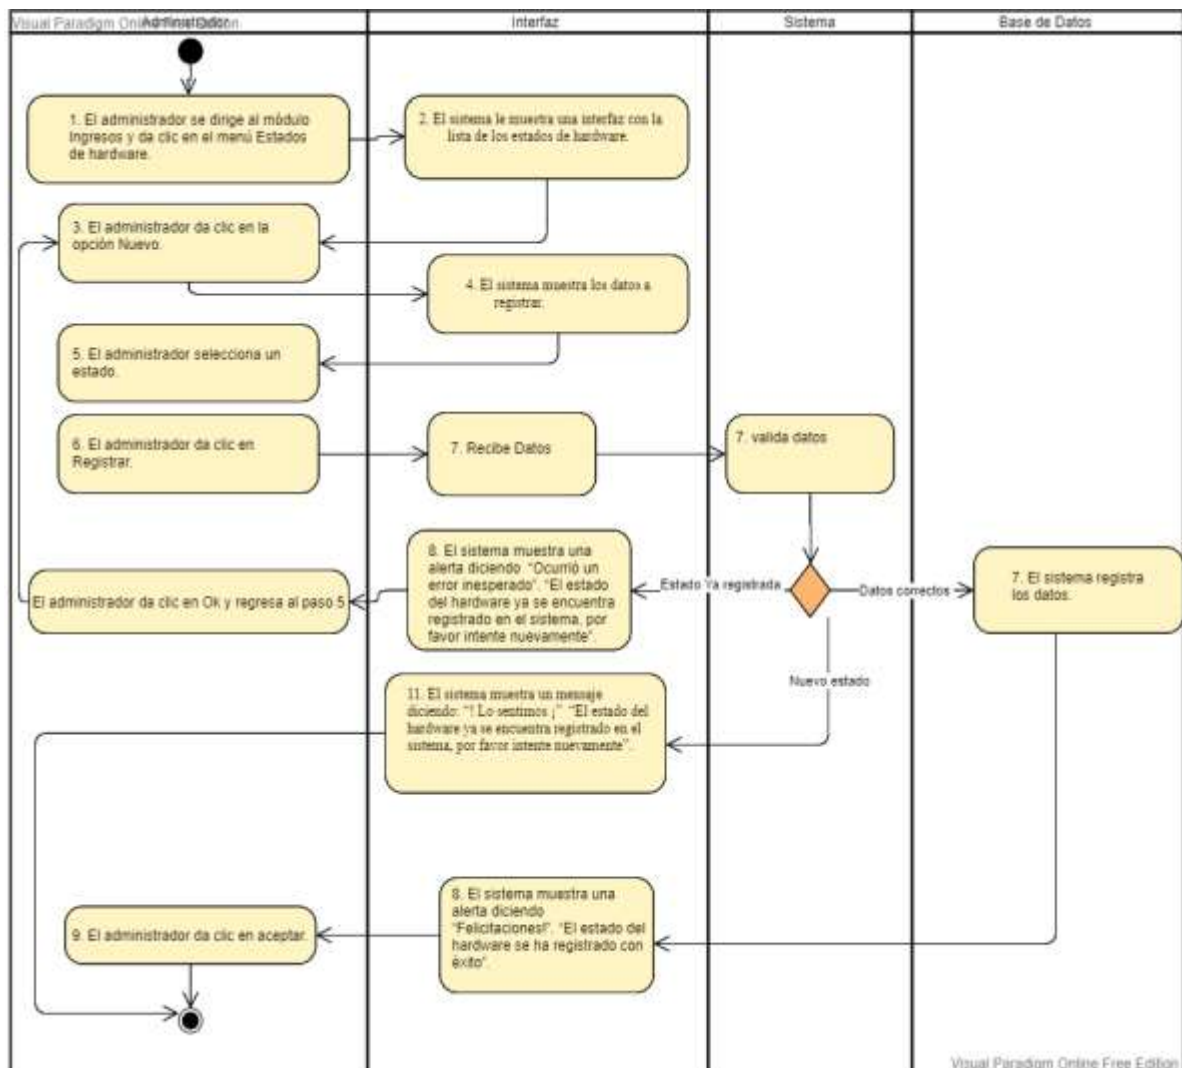 Visual Paradigm Online Free Edition
Administrador
Interfaz
Sistema
Base de Datos
1. El administrador se dirige al módulo
Ingresos y da clic en el menú Estados
de hardware.
2. El sistema le muestra una interfaz con la
lista de los estados de hardware.
3. El administrador da clic en la
opción Nuevo.
4. El sistema muestra los datos a
registrar.
5. El administrador selecciona un
estado.
6. El administrador da clic en
Registrar.
7. Recibe Datos
7. valida datos
8. El sistema muestra una
alerta diciendo "Ocurrió un
error inesperado". "El estado
del hardware ya se encuentra
registrado en el sistema, por
favor intente nuevamente".
El administrador da clic en Ok y regresa al paso 5
Estado Ya registrada
Datos correctos
7. El sistema registra
los datos.
Nuevo estado
11. El sistema muestra un mensaje
diciendo: "! Lo sentimos ¡" "El estado del
hardware ya se encuentra registrado en el
sistema, por favor intente nuevamente".
8. El sistema muestra una
alerta diciendo
"Felicitaciones!". "El estado del
hardware se ha registrado con
éxito".
9. El administrador da clic en aceptar.
Visual Paradigm Online Free Edition